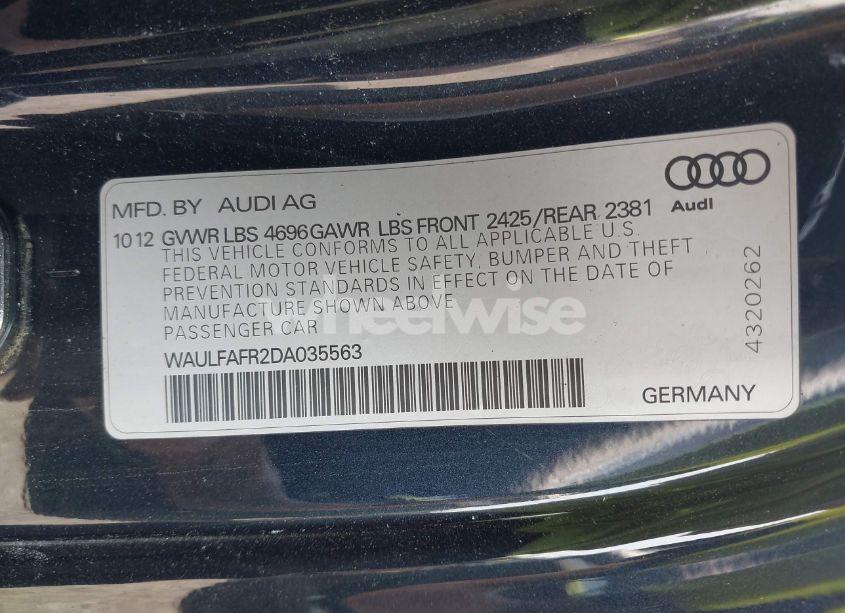 MFD. BY AUDI AG
Audi
10 12 GVWR LBS 4696 GAWR LBS FRONT 2425/REAR 2381
THIS VEHICLE CONFORMS TO ALL APPLICABLE U.S.
FEDERAL MOTOR VEHICLE SAFETY, BUMPER AND THEFT
PREVENTION STANDARDS IN EFFECT ON THE DATE OF
MANUFACTURE SHOWN ABOVE
PASSENGER CAR
WAULFAFR2DA035563
4320262
GERMANY
wheelwise